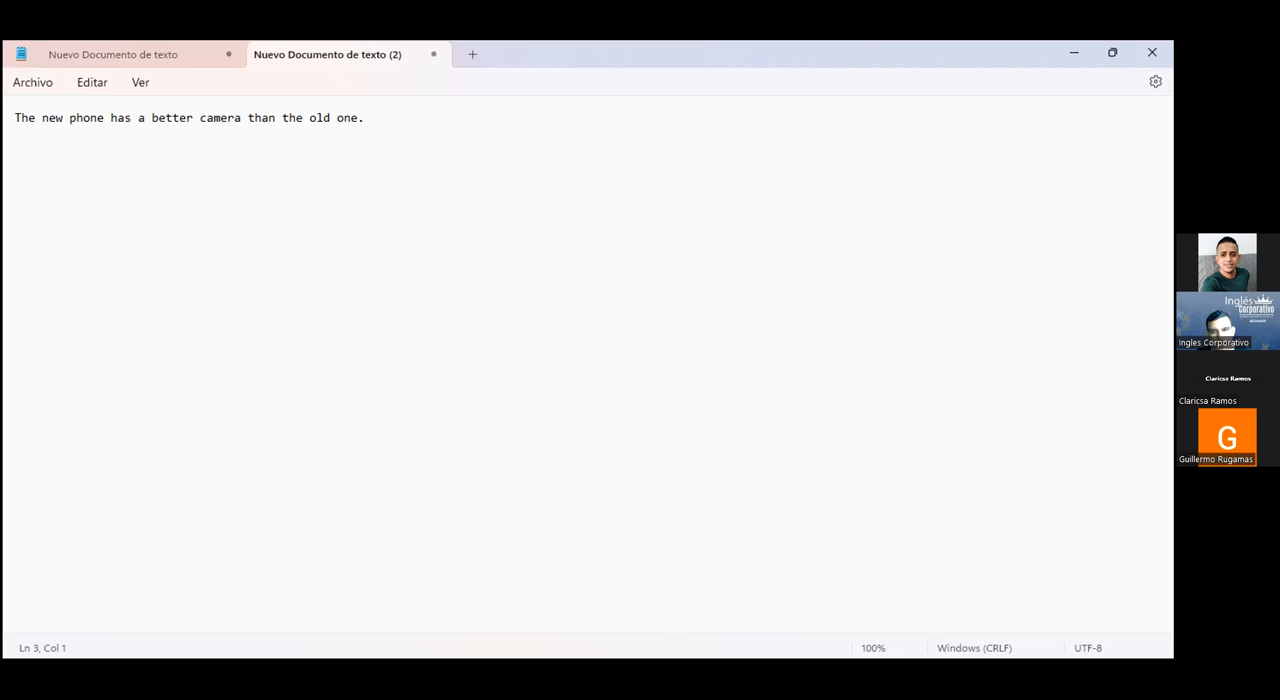 Nuevo Documento de texto
Nuevo Documento de texto (2)
Archivo Editar Ver
The new phone has a better camera than the old one.
Inglés
Corporativo
Ingles Corporativo
Claricsa Ramos
Claricsa Ramos
G
Guillermo Rugamas
Ln 3, Col 1
100%
Windows (CRLF)
UTF-8